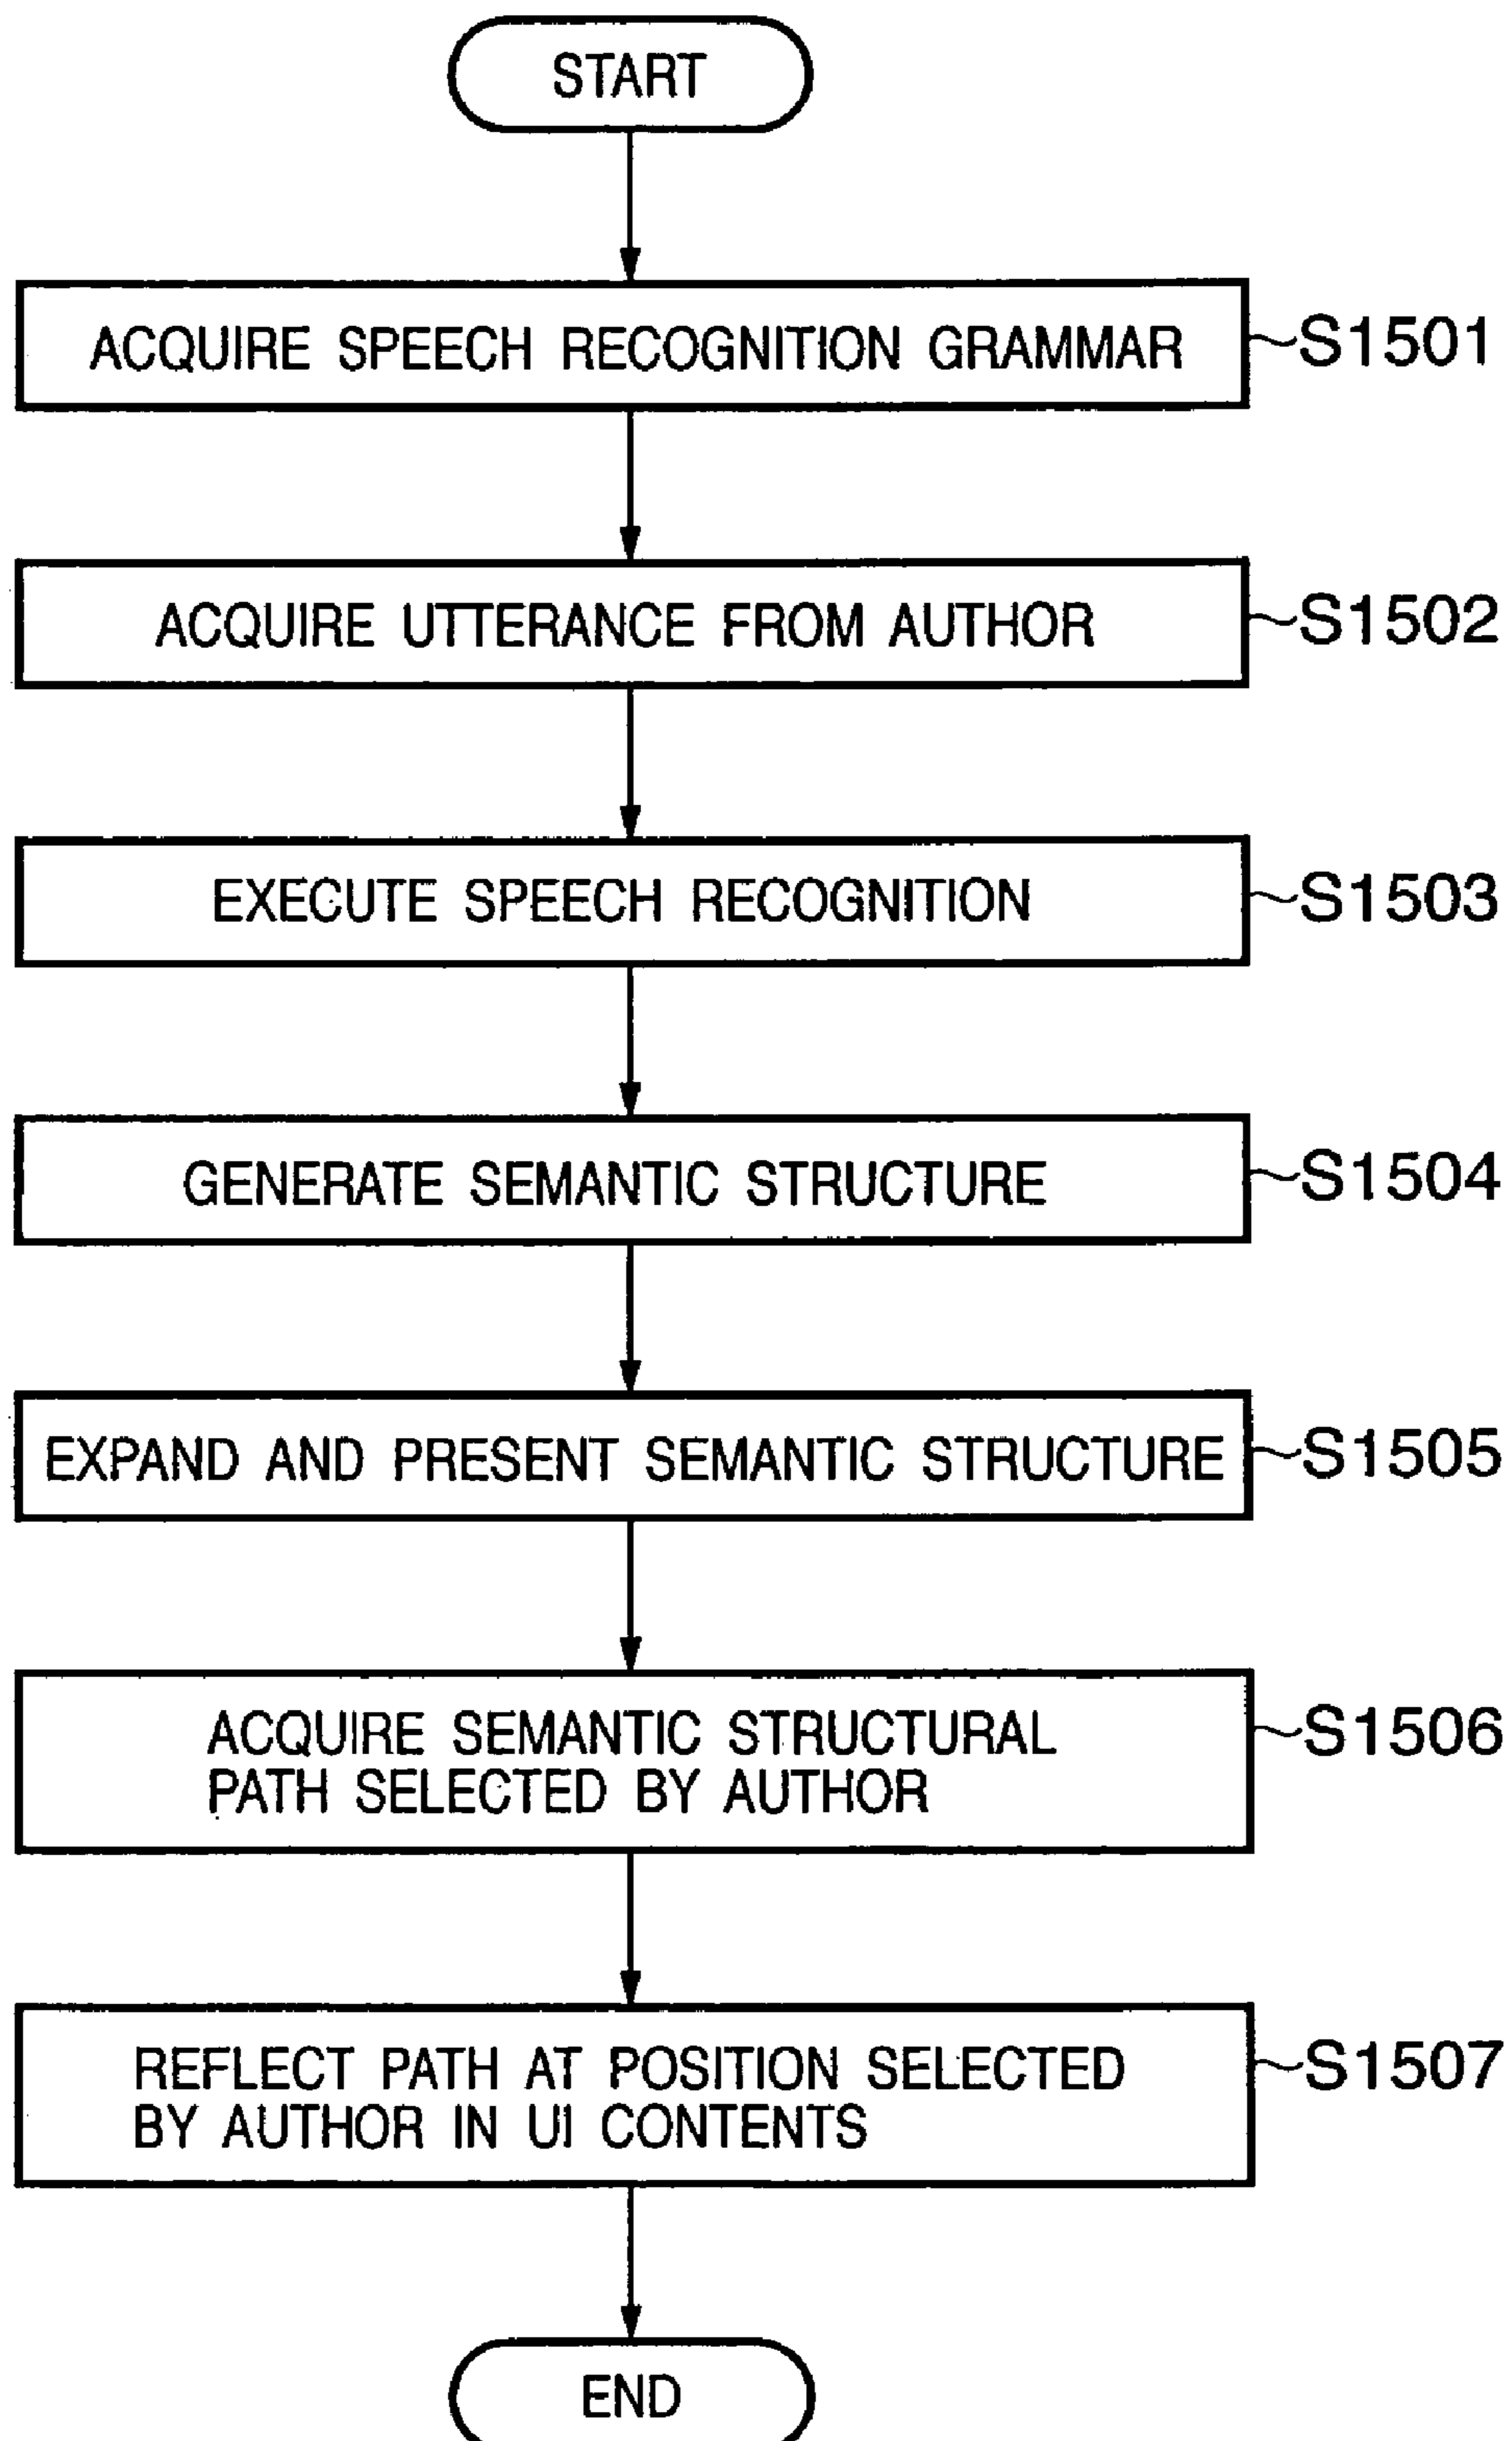 START
ACQUIRE SPEECH RECOGNITION GRAMMAR
S1501
ACQUIRE UTTERANCE FROM AUTHOR
S1502
EXECUTE SPEECH RECOGNITION
S1503
GENERATE SEMANTIC STRUCTURE
S1504
EXPAND AND PRESENT SEMANTIC STRUCTURE
S1505
ACQUIRE SEMANTIC STRUCTURAL
PATH SELECTED BY AUTHOR
S1506
REFLECT PATH AT POSITION SELECTED
BY AUTHOR IN UI CONTENTS
S1507
END